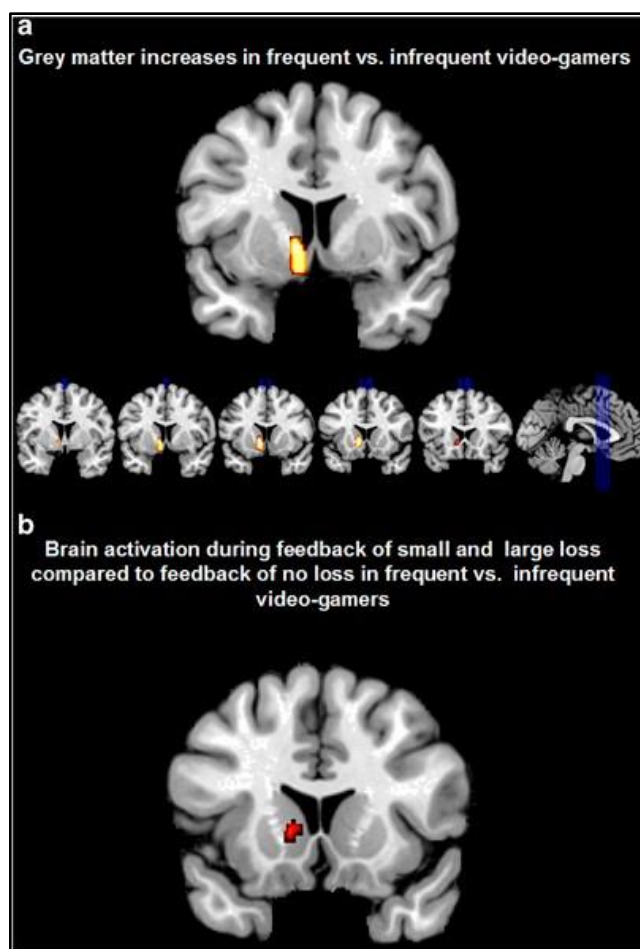 a
Grey matter increases in frequent vs. infrequent video-gamers
b
Brain activation during feedback of small and large loss
compared to feedback of no loss in frequent vs. infrequent
video-gamers